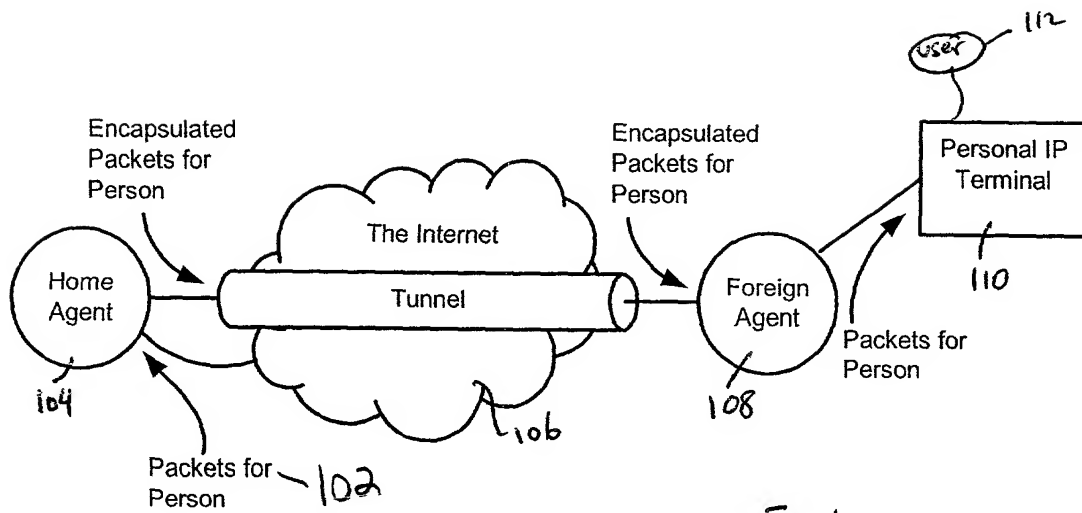 112
user
Encapsulated
Packets for
Person
Encapsulated
Packets for
Person
Personal IP
Terminal
110
The Internet
Home
Agent
Tunnel
Foreign
Agent
Packets for
Person
104
106
108
Packets for
Person
102